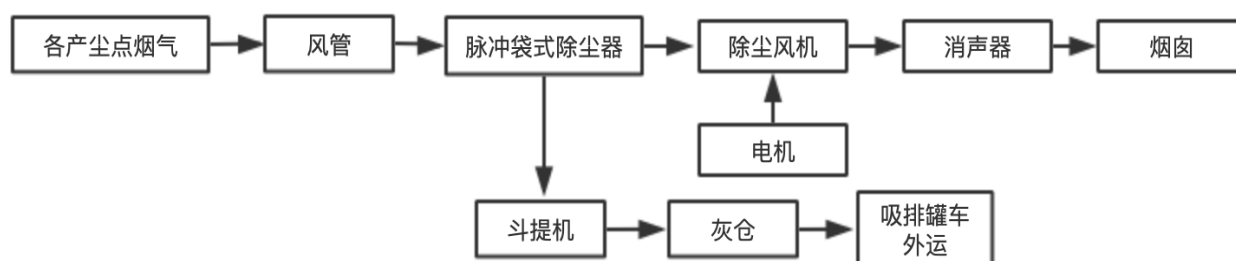 各产尘点烟气
风管
脉冲袋式除尘器
除尘风机
消声器
烟囱
电机
斗提机
灰仓
吸排罐车
外运